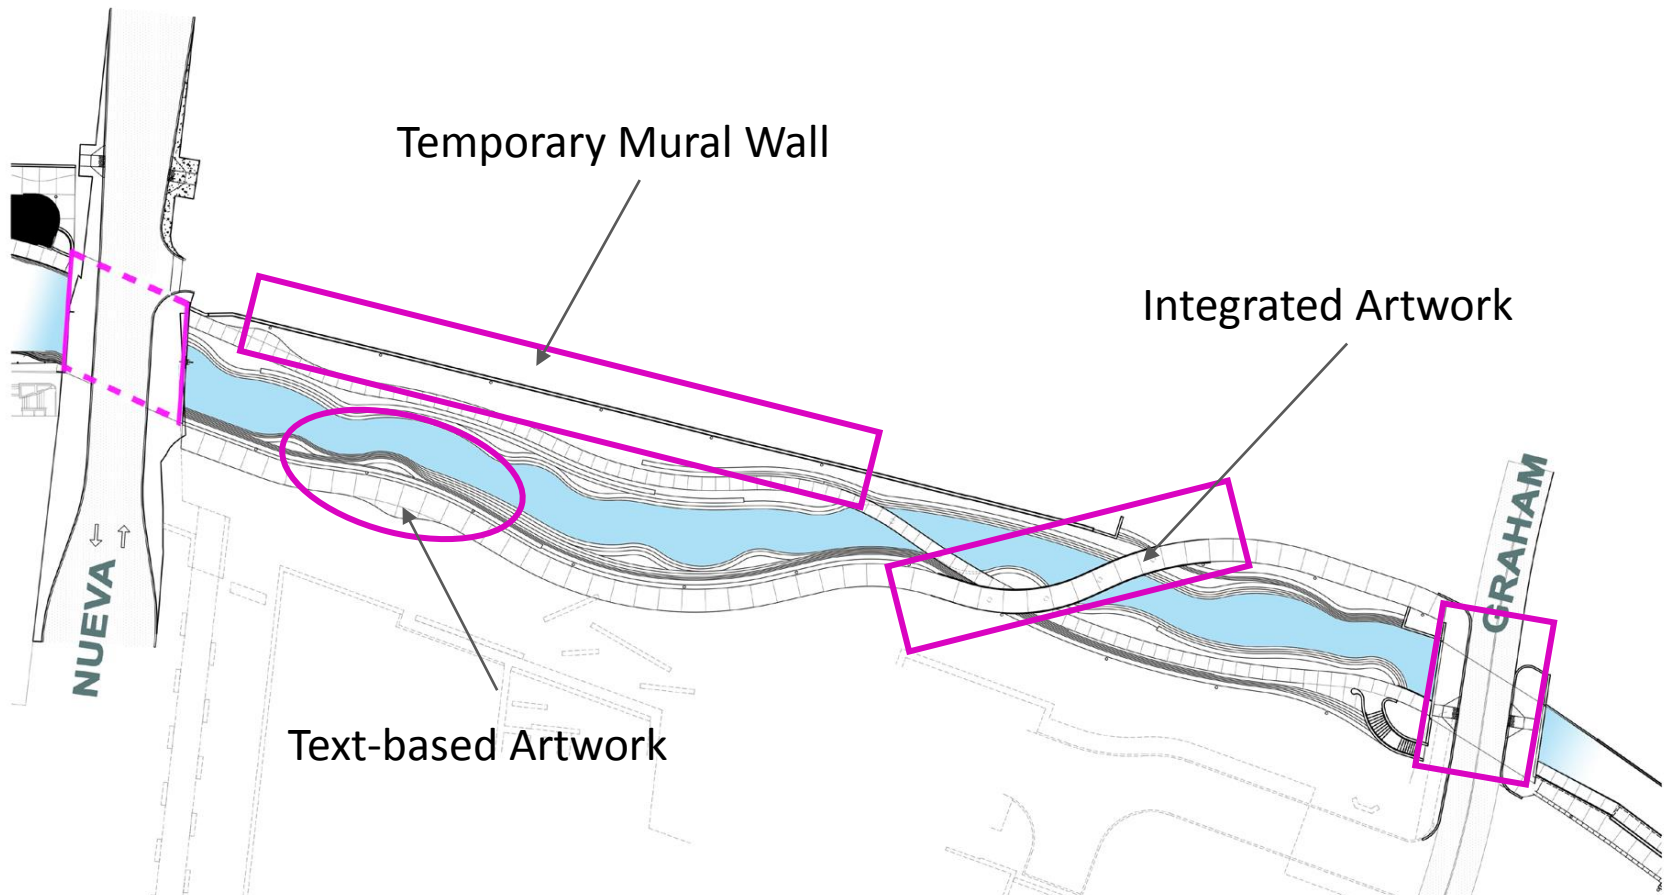 Temporary Mural Wall
Integrated Artwork
GRAHAM
NUEVA
Text-based Artwork